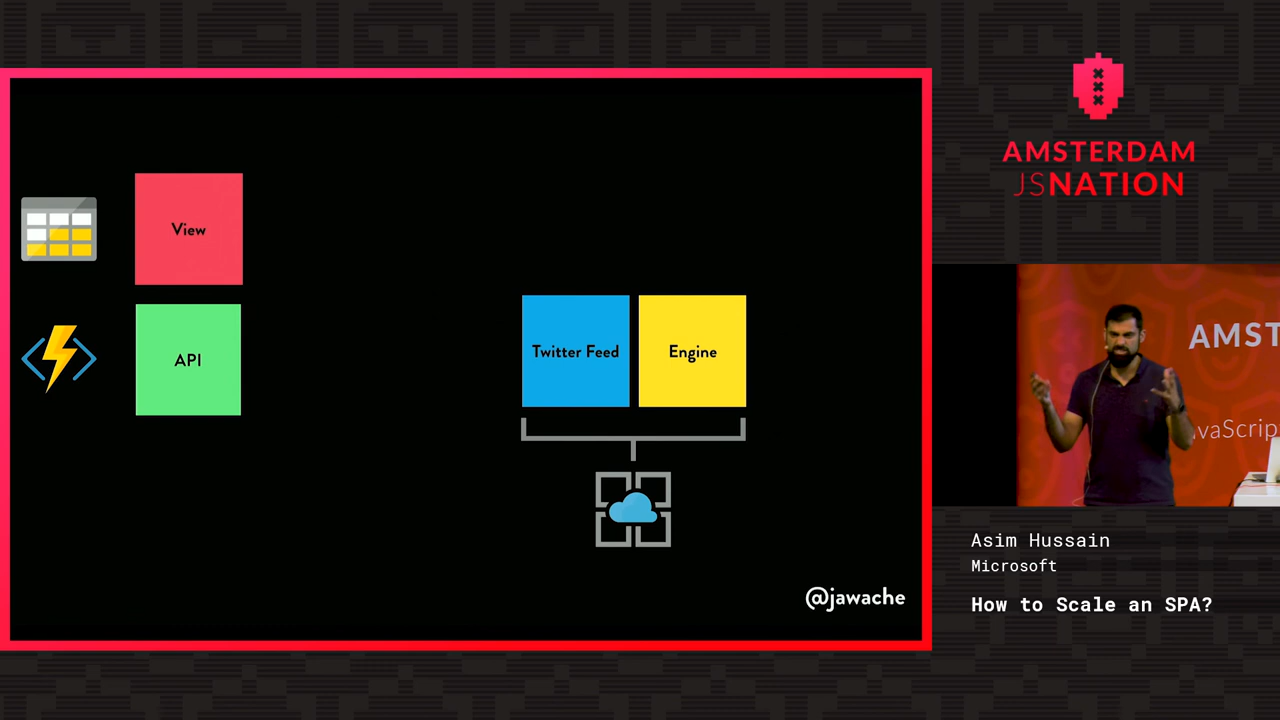 View
API
Twitter Feed
Engine
@jawache
AMSTERDAM
JSNATION
AMST
vaScrip
Asim Hussain
Microsoft
How to Scale an SPA?